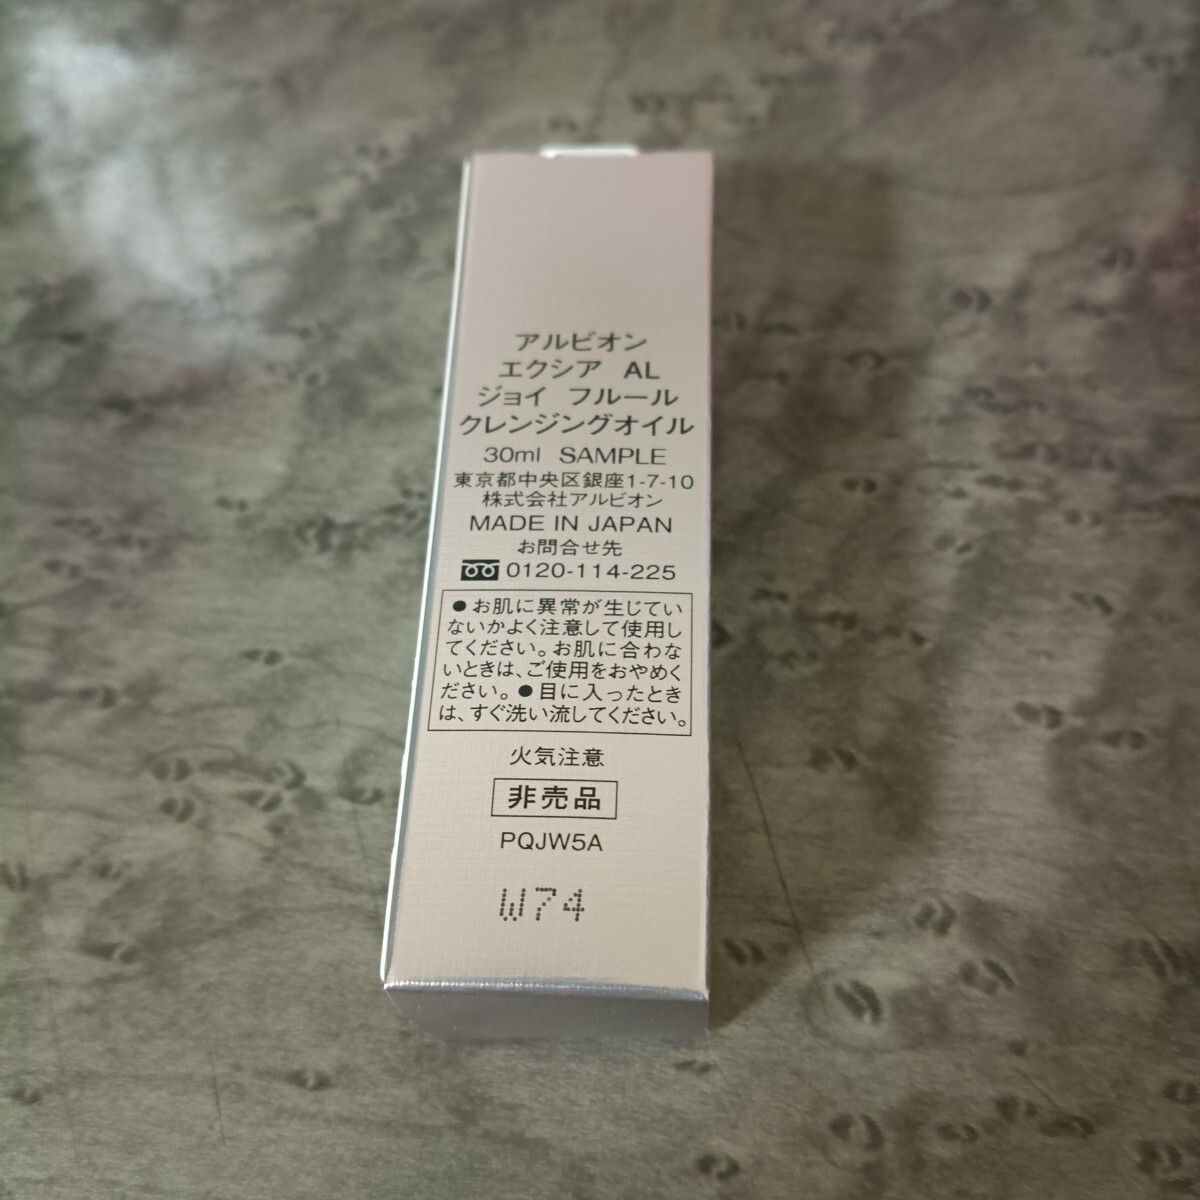 アルビオン
エクシア AL
ジョイ フルール
クレンジングオイル
30ml SAMPLE
東京都中央区銀座1-7-10
株式会社アルビオン
MADE IN JAPAN
お問合せ先
0120-114-225
●お肌に異常が生じてい
ないかよく注意して使用し
てください。お肌に合わな
いときは、ご使用をおやめく
ださい。●目に入ったとき
は、すぐ洗い流してください。
火気注意
非売品
PQJW5A
W74